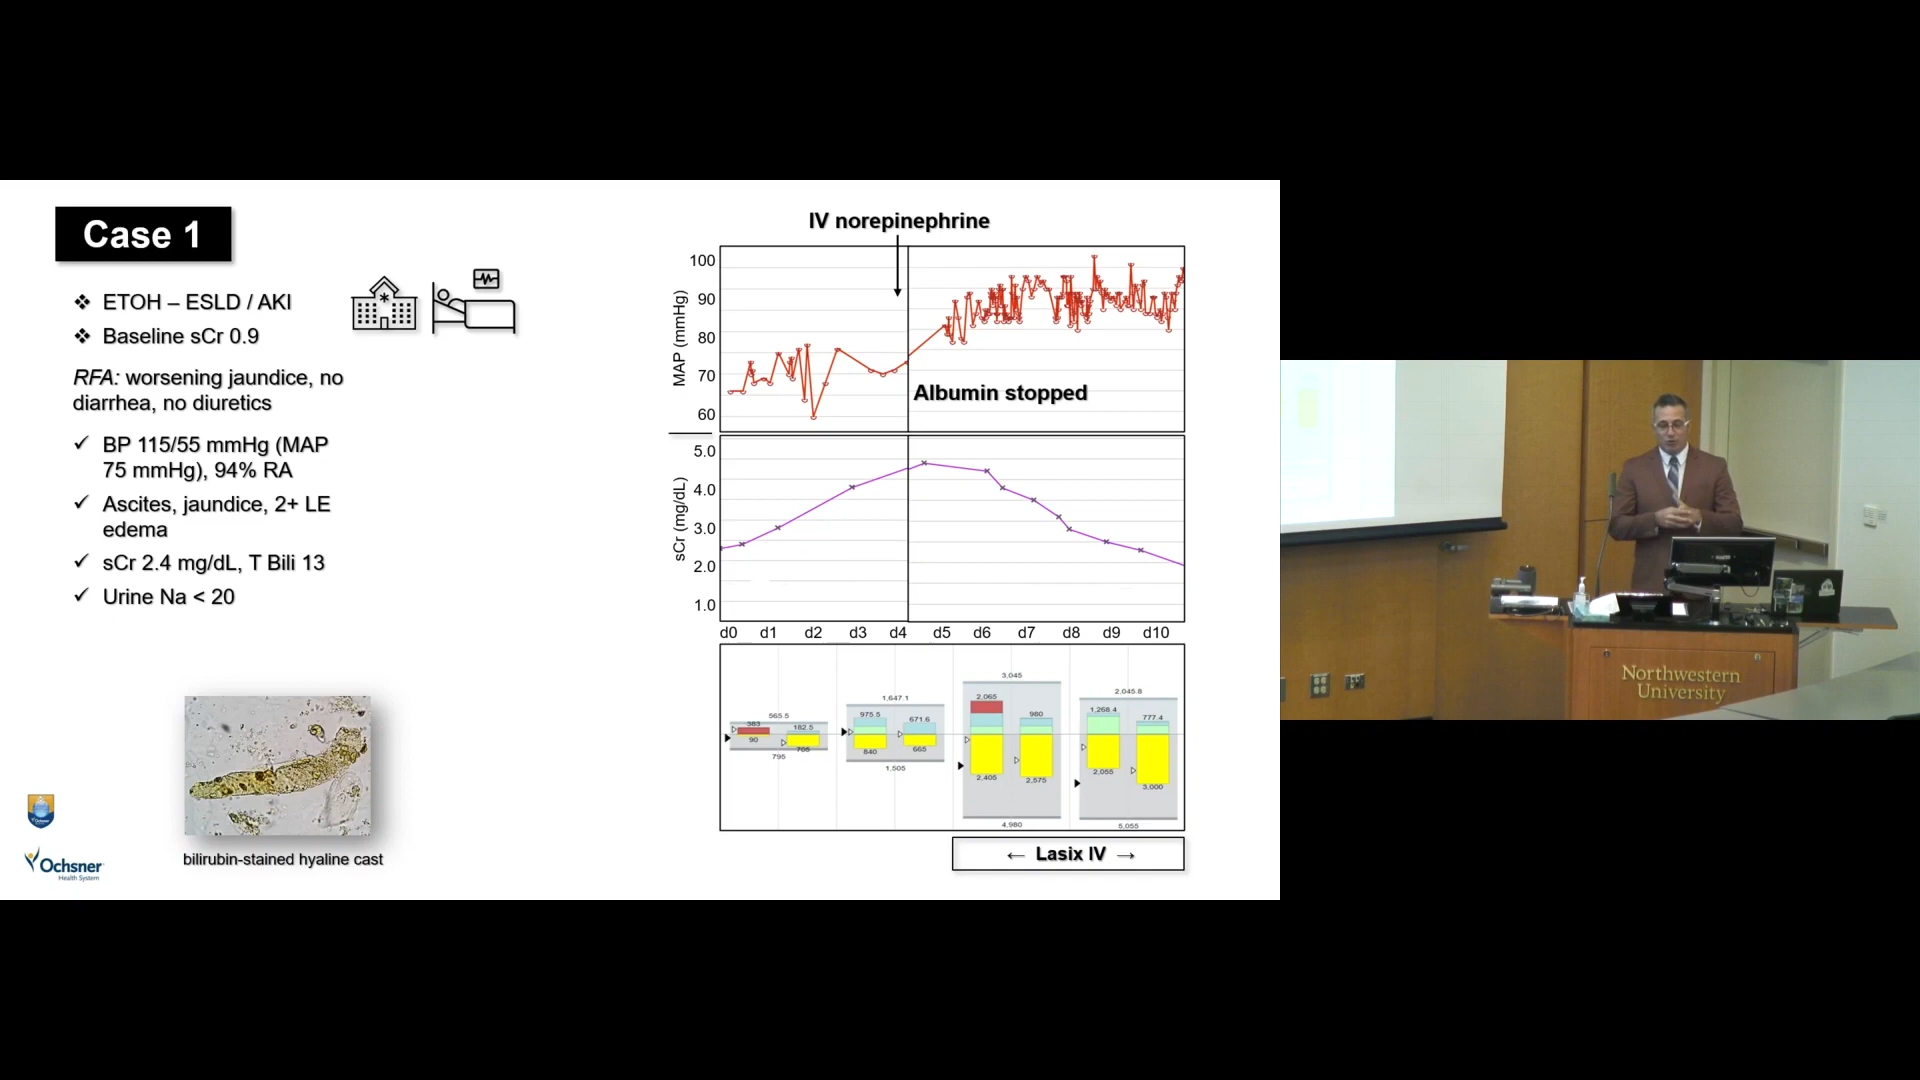 Case 1
❖ ETOH – ESLD / AKI
❖ Baseline sCr 0.9
RFA: worsening jaundice, no
diarrhea, no diuretics
✓ BP 115/55 mmHg (MAP
75 mmHg), 94% RA
✓ Ascites, jaundice, 2+ LE
edema
✓ sCr 2.4 mg/dL, T Bili 13
✓ Urine Na < 20
bilirubin-stained hyaline cast
Ochsner
Health System
IV norepinephrine
MAP (mmHg)
100
90
80
70
60
Albumin stopped
sCr (mg/dL)
5.0
4.0
3.0
2.0
1.0
d0 d1 d2 d3 d4 d5 d6 d7 d8 d9 d10
565.5
383
182.5
90
705
795
1,647.1
975.5
671.6
840
665
1,505
3,045
2,065
980
2,405
2,575
4,980
2,045.8
1,268.4
777.4
2,055
3,000
5,055
← Lasix IV →
Northwestern
University